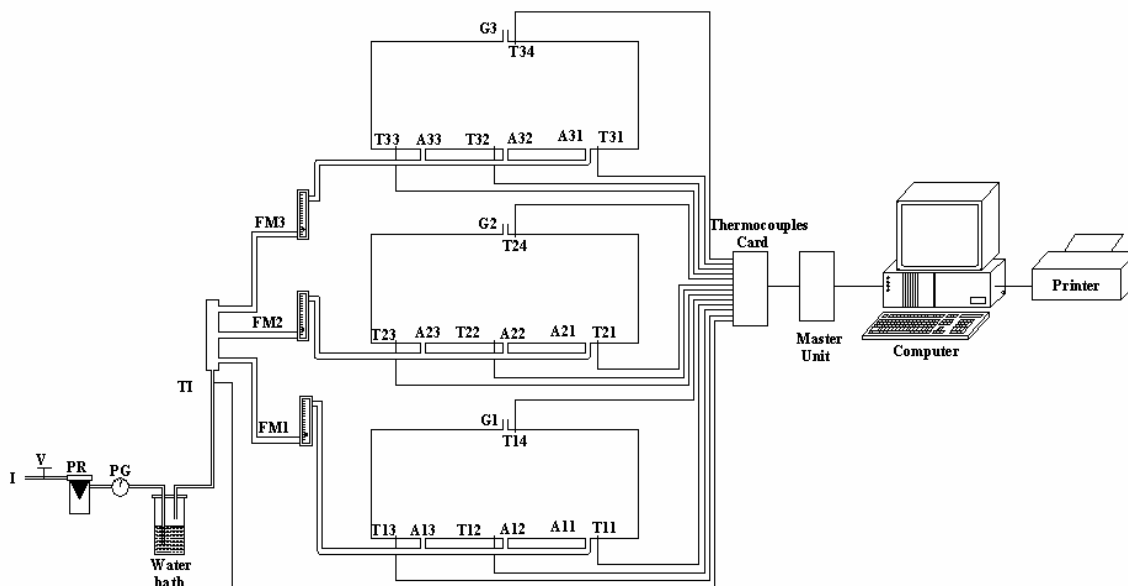 G3
T34
T33 A33 T32 A32 A31 T31
FM3
G2
T24
Thermocouples
Card
Printer
FM2
T23 A23 T22 A22 A21 T21
Master
Unit
Computer
TI
G1
T14
FM1
I V PR PG
T13 A13 T12 A12 A11 T11
Water
bath